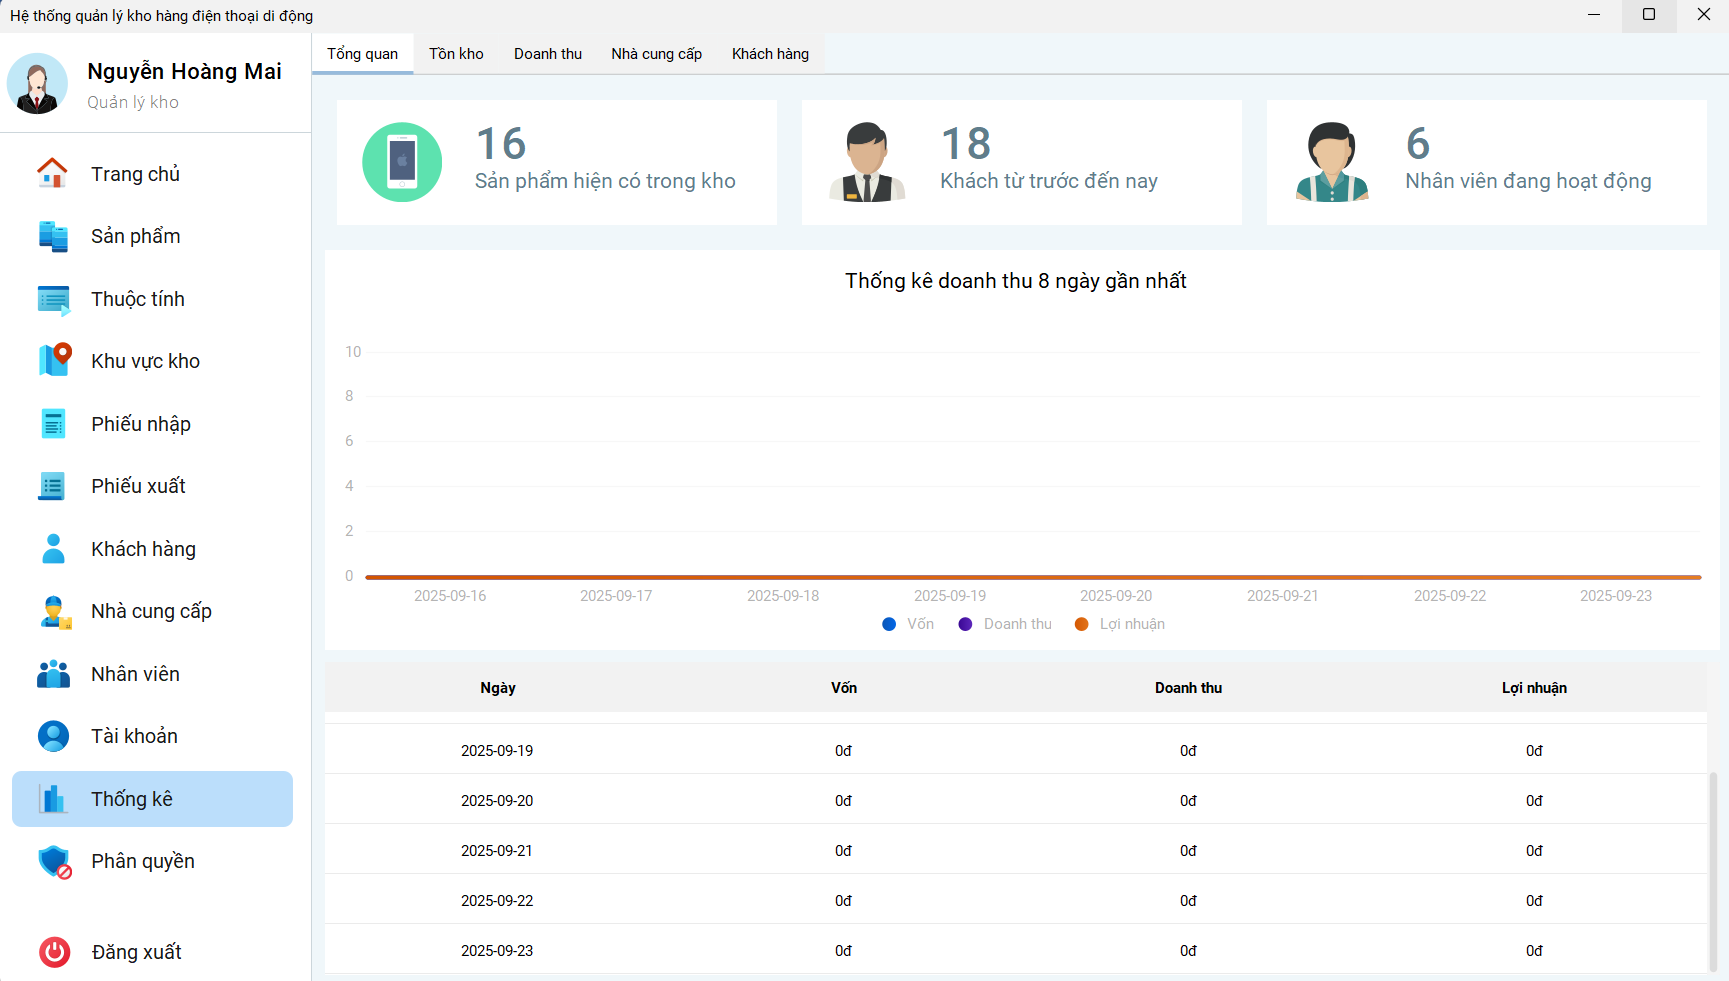 Hệ thống quản lý kho hàng điện thoại di động
Nguyễn Hoàng Mai
Quản lý kho
Trang chủ
Sản phẩm
Thuộc tính
Khu vực kho
Phiếu nhập
Phiếu xuất
Khách hàng
Nhà cung cấp
Nhân viên
Tài khoản
Thống kê
Phân quyền
Đăng xuất
Tổng quan Tồn kho Doanh thu Nhà cung cấp Khách hàng
16
Sản phẩm hiện có trong kho
18
Khách từ trước đến nay
6
Nhân viên đang hoạt động
Thống kê doanh thu 8 ngày gần nhất
10
8
6
4
2
0
2025-09-16 2025-09-17 2025-09-18 2025-09-19 2025-09-20 2025-09-21 2025-09-22 2025-09-23
Vốn Doanh thu Lợi nhuận
Ngày Vốn Doanh thu Lợi nhuận
2025-09-19 0đ 0đ 0đ
2025-09-20 0đ 0đ 0đ
2025-09-21 0đ 0đ 0đ
2025-09-22 0đ 0đ 0đ
2025-09-23 0đ 0đ 0đ